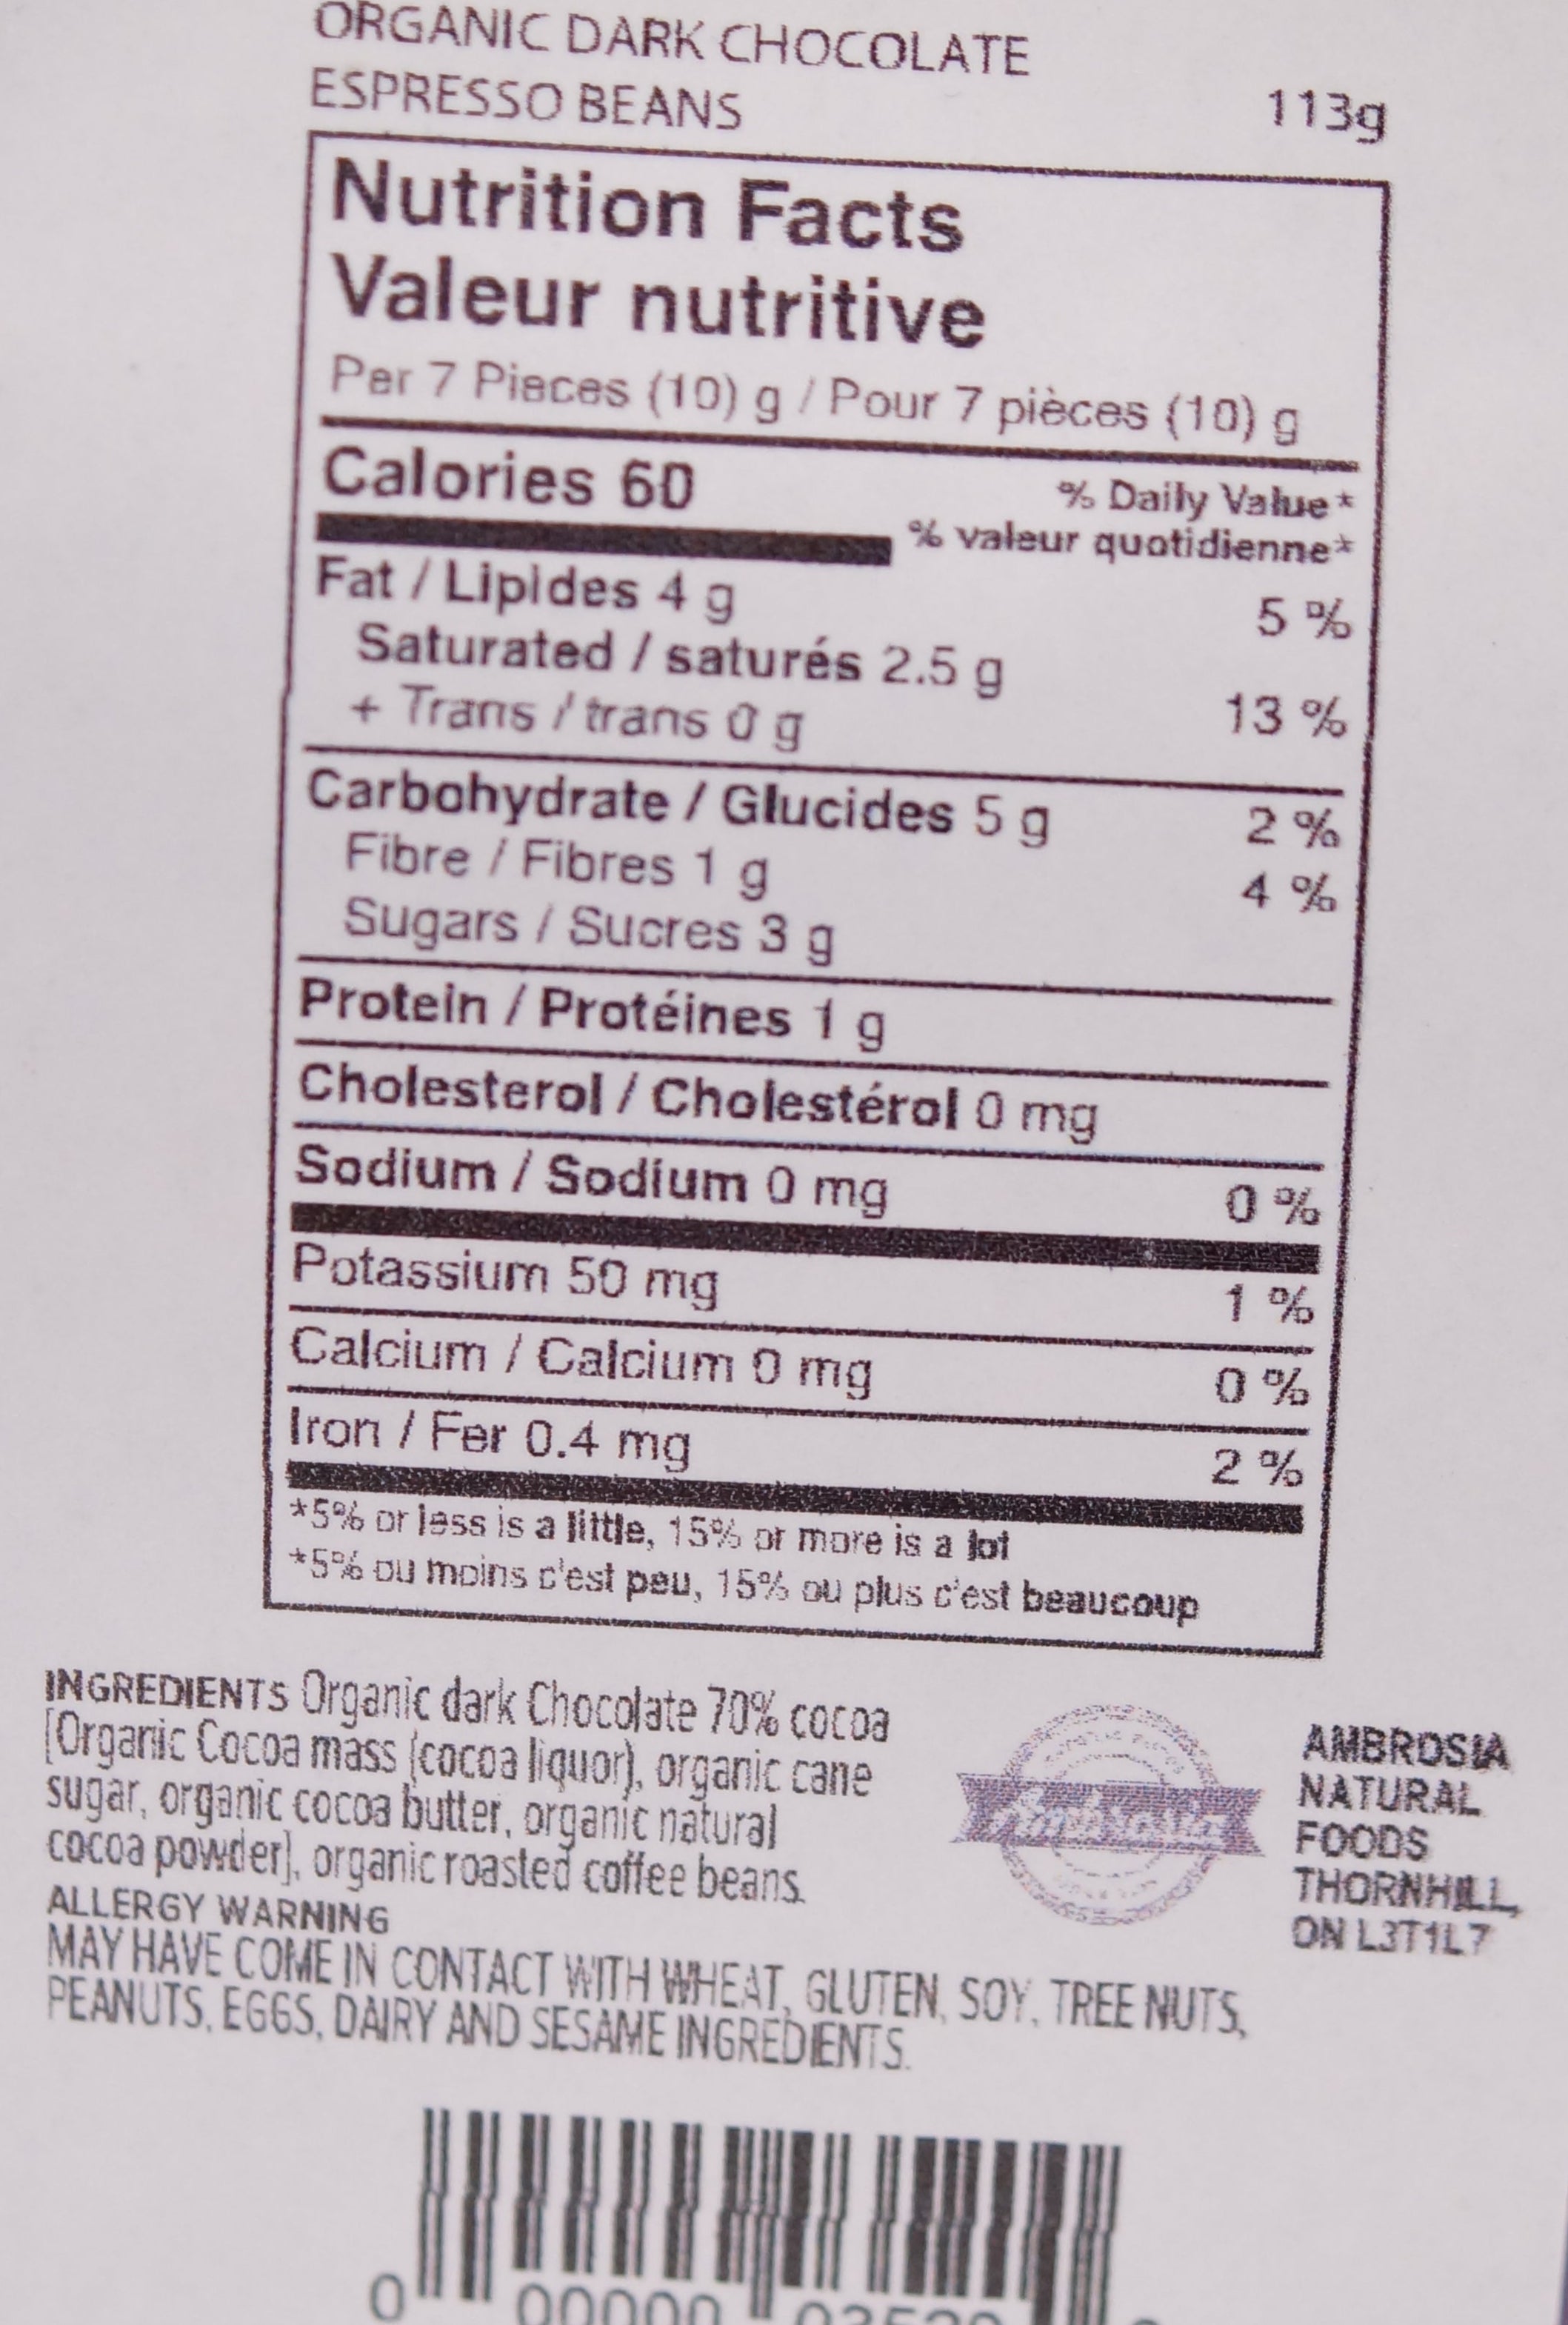 ORGANIC DARK CHOCOLATE
ESPRESSO BEANS 113g
Nutrition Facts
Valeur nutritive
Per 7 Pieces (10) g / Pour 7 pièces (10) g
Calories 60 % Daily Value*
% valeur quotidienne*
Fat / Lipides 4 g 5 %
Saturated / saturés 2.5 g
+ Trans / trans 0 g 13 %
Carbohydrate / Glucides 5 g 2 %
Fibre / Fibres 1 g 4 %
Sugars / Sucres 3 g
Protein / Protéines 1 g
Cholesterol / Cholestérol 0 mg
Sodium / Sodium 0 mg 0 %
Potassium 50 mg 1 %
Calcium / Calcium 0 mg 0 %
Iron / Fer 0.4 mg 2 %
*5% or less is a little, 15% or more is a lot
*5% ou moins c'est peu, 15% ou plus c'est beaucoup
INGREDIENTS Organic dark Chocolate 70% cocoa
[Organic Cocoa mass (cocoa liquor), organic cane
sugar, organic cocoa butter, organic natural
cocoa powder], organic roasted coffee beans.
ALLERGY WARNING
MAY HAVE COME IN CONTACT WITH WHEAT, GLUTEN, SOY, TREE NUTS,
PEANUTS, EGGS, DAIRY AND SESAME INGREDIENTS.
Ambrosia
AMBROSIA
NATURAL
FOODS
THORNHILL,
ON L3T1L7
0 00000